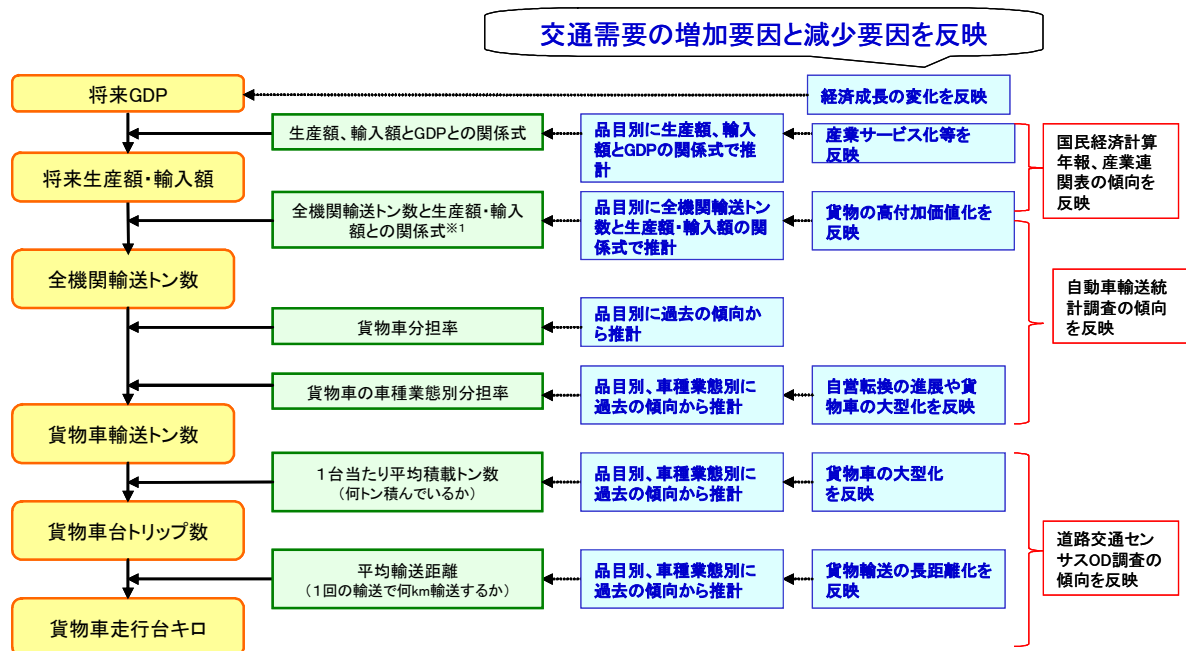 交通需要の増加要因と減少要因を反映
将来GDP
経済成長の変化を反映
生産額、輸入額とGDPとの関係式
品目別に生産額、輸入
額とGDPの関係式で推
計
産業サービス化等を
反映
国民経済計算
年報、産業連
関表の傾向を
反映
将来生産額・輸入額
全機関輸送トン数と生産額・輸入
額との関係式※1
品目別に全機関輸送トン
数と生産額・輸入額の関
係式で推計
貨物の高付加価値化を
反映
全機関輸送トン数
自動車輸送統
計調査の傾向
を反映
貨物車分担率
品目別に過去の傾向か
ら推計
貨物車の車種業態別分担率
品目別、車種業態別に
過去の傾向から推計
自営転換の進展や貨
物車の大型化を反映
貨物車輸送トン数
1台当たり平均積載トン数
(何トン積んでいるか)
品目別、車種業態別に
過去の傾向から推計
貨物車の大型化
を反映
貨物車台トリップ数
道路交通セン
サスOD調査の
傾向を反映
平均輸送距離
(1回の輸送で何km輸送するか)
品目別、車種業態別に
過去の傾向から推計
貨物輸送の長距離化を
反映
貨物車走行台キロ